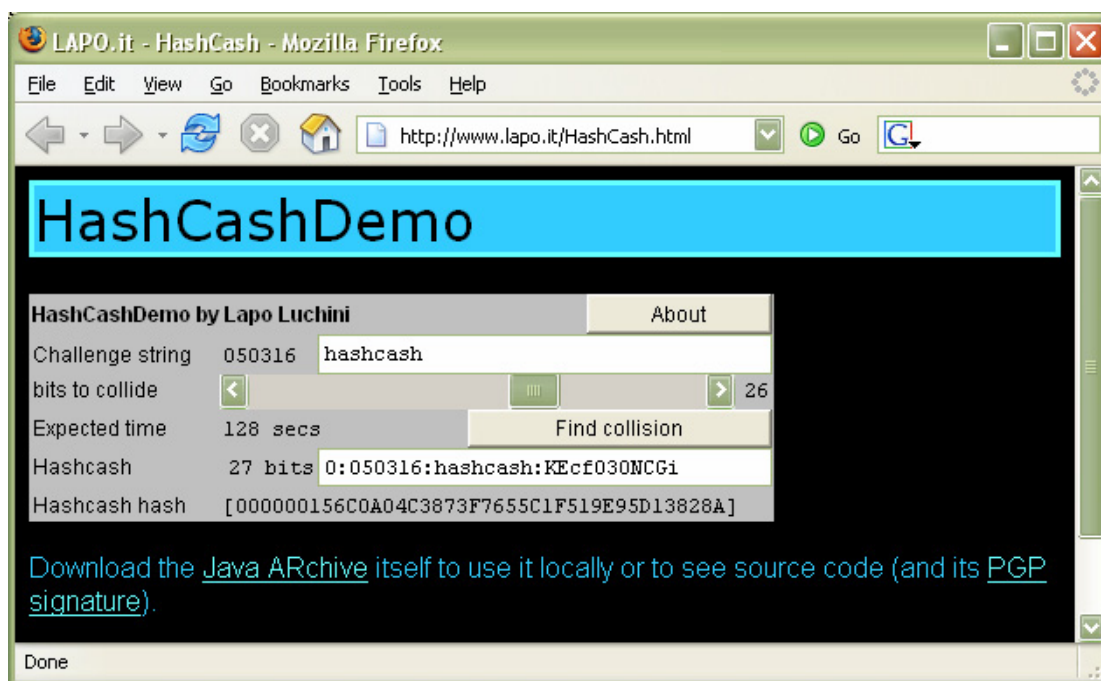 LAPO.it - HashCash - Mozilla Firefox
File Edit View Go Bookmarks Tools Help
http://www.lapo.it/HashCash.html Go G
HashCashDemo
HashCashDemo by Lapo Luchini About
Challenge string 050316 hashcash
bits to collide 26
Expected time 128 secs Find collision
Hashcash 27 bits 0:050316:hashcash:KEcf030NCGi
Hashcash hash [000000156C0A04C3873F7655C1F519E95D13828A]
Download the Java ARchive itself to use it locally or to see source code (and its PGP
signature).
Done